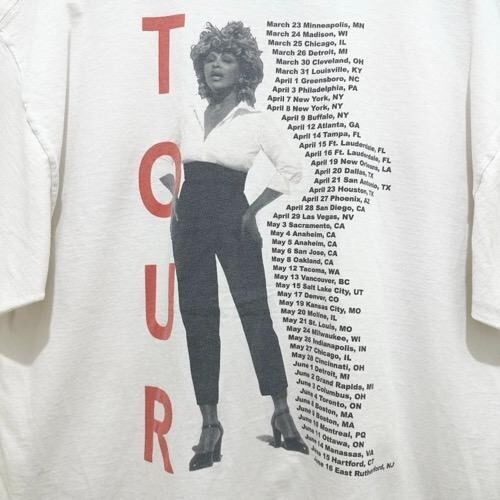 TOUR
March 23 Minneapolis, MN
March 24 Madison, WI
March 25 Chicago, IL
March 26 Detroit, MI
March 30 Cleveland, OH
March 31 Louisville, KY
April 1 Greensboro, NC
April 3 Philadelphia, PA
April 7 New York, NY
April 8 New York, NY
April 9 Buffalo, NY
April 12 Atlanta, GA
April 14 Tampa, FL
April 15 Ft. Lauderdale, FL
April 16 Ft. Lauderdale, FL
April 19 New Orleans, LA
April 20 Dallas, TX
April 21 San Antonio, TX
April 23 Houston, TX
April 27 Phoenix, AZ
April 28 San Diego, CA
April 29 Las Vegas, NV
May 3 Sacramento, CA
May 4 Anaheim, CA
May 5 Anaheim, CA
May 6 San Jose, CA
May 8 Oakland, CA
May 12 Tacoma, WA
May 13 Vancouver, BC
May 15 Salt Lake City, UT
May 17 Denver, CO
May 19 Kansas City, MO
May 20 Moline, IL
May 21 St. Louis, MO
May 24 Milwaukee, WI
May 26 Indianapolis, IN
May 27 Chicago, IL
May 28 Cincinnati, OH
June 1 Detroit, MI
June 2 Grand Rapids, MI
June 3 Columbus, OH
June 4 Toronto, ON
June 8 Boston, MA
June 9 Boston, MA
June 10 Montreal, PQ
June 11 Ottawa, ON
June 14 Manassas, VA
June 15 Hartford, CT
June 16 East Rutherford, NJ